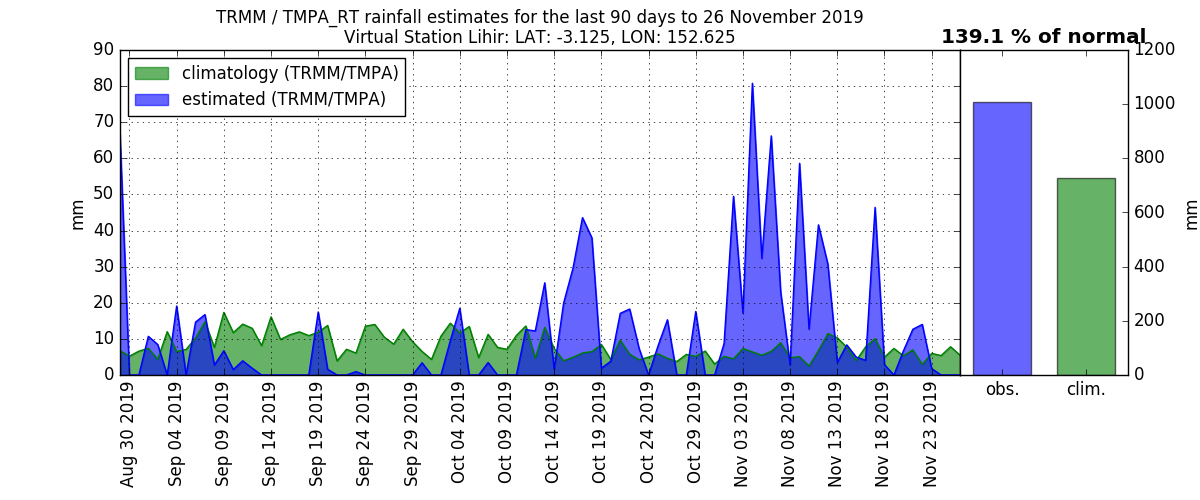 TRMM / TMPA_RT rainfall estimates for the last 90 days to 26 November 2019
Virtual Station Lihir: LAT: -3.125, LON: 152.625
139.1 % of normal
climatology (TRMM/TMPA)
estimated (TRMM/TMPA)
90
80
70
60
50
40
30
20
10
0
mm
Aug 30 2019
Sep 04 2019
Sep 09 2019
Sep 14 2019
Sep 19 2019
Sep 24 2019
Sep 29 2019
Oct 04 2019
Oct 09 2019
Oct 14 2019
Oct 19 2019
Oct 24 2019
Oct 29 2019
Nov 03 2019
Nov 08 2019
Nov 13 2019
Nov 18 2019
Nov 23 2019
1200
1000
800
600
400
200
0
mm
obs.
clim.